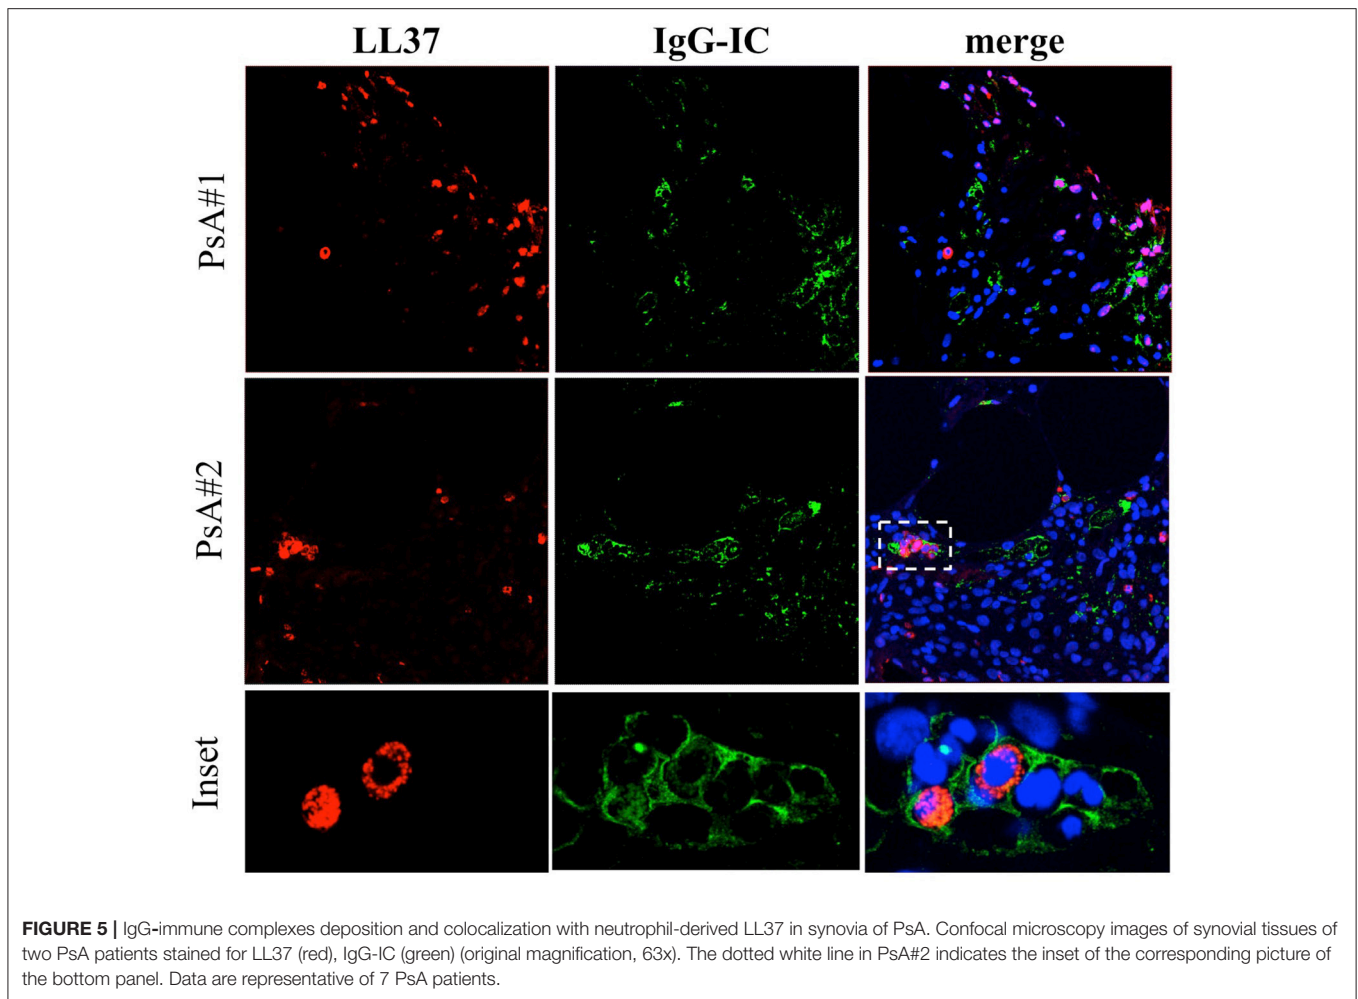 LL37 IgG-IC merge
PsA#1
PsA#2
Inset
FIGURE 5 | IgG-immune complexes deposition and colocalization with neutrophil-derived LL37 in synovia of PsA. Confocal microscopy images of synovial tissues of
two PsA patients stained for LL37 (red), IgG-IC (green) (original magnification, 63x). The dotted white line in PsA#2 indicates the inset of the corresponding picture of
the bottom panel. Data are representative of 7 PsA patients.